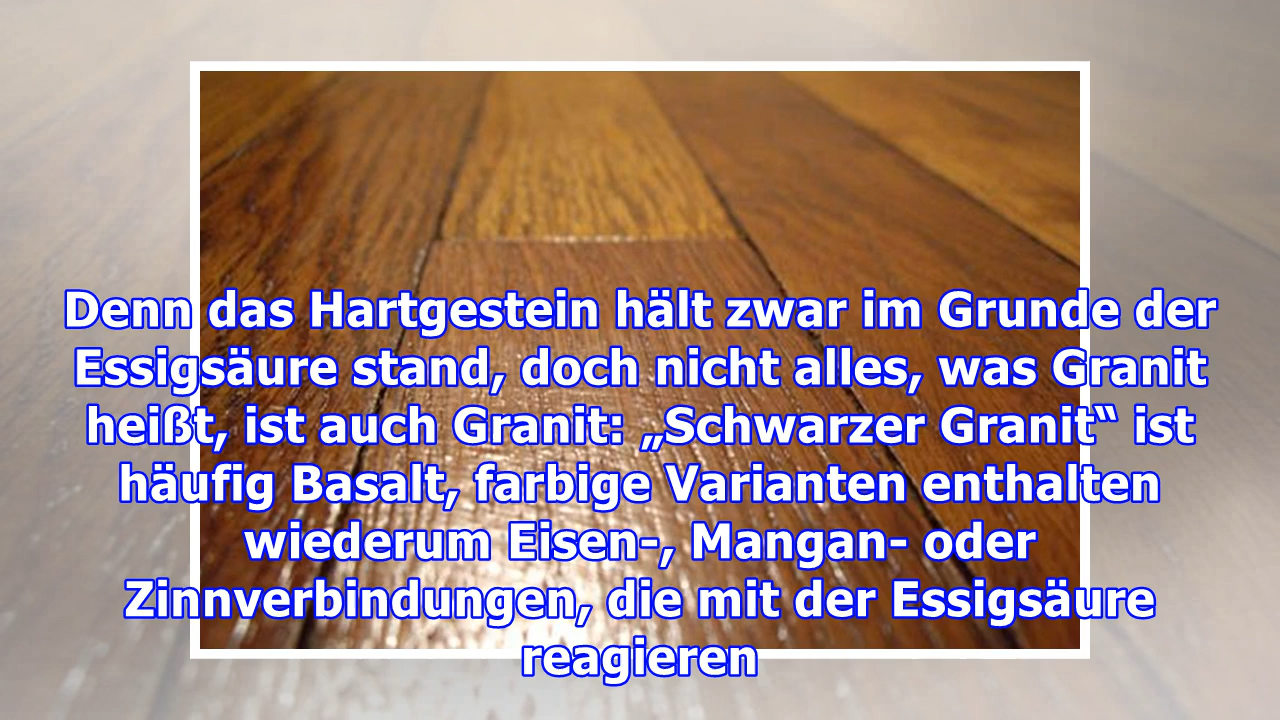 Denn das Hartgestein hält zwar im Grunde der
Essigsäure stand, doch nicht alles, was Granit
heißt, ist auch Granit: „Schwarzer Granit“ ist
häufig Basalt, farbige Varianten enthalten
wiederum Eisen-, Mangan- oder
Zinnverbindungen, die mit der Essigsäure
reagieren